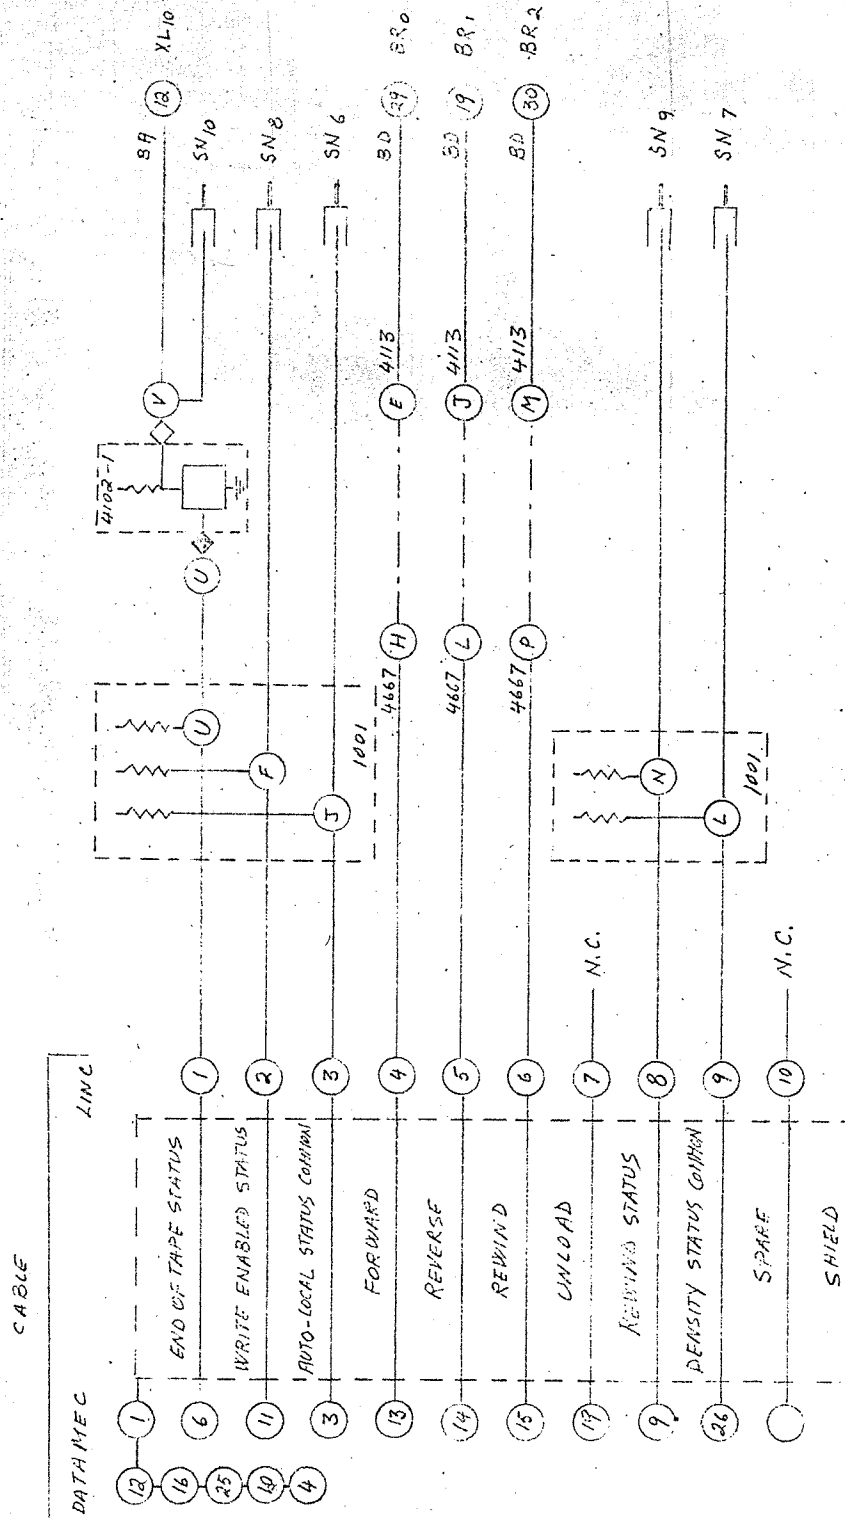 CABLE
DATAMEC
LINC
12
1
16
25
10
4
6
END OF TAPE STATUS
1
U
U
4102-1
V
BA
12
XL10
SN10
11
WRITE ENABLED STATUS
2
F
SN8
3
AUTO-LOCAL STATUS COMMON
3
J
1001
SN6
13
FORWARD
4
4667
H
E
4113
BD
29
BR0
14
REVERSE
5
4667
L
J
4113
BD
19
BR1
15
REWIND
6
4667
P
M
4113
BD
30
BR2
UNLOAD
7
N.C.
9
REWIND STATUS
8
N
SN9
26
DENSITY STATUS COMMON
9
L
1001
SN7
SPARE
10
N.C.
SHIELD